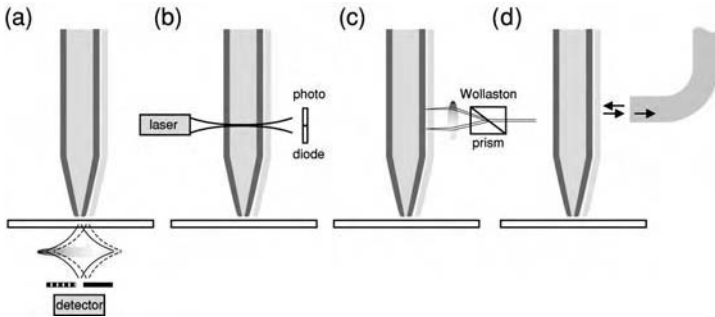 (a)
(b)
(c)
(d)
laser
photo
diode
Wollaston
prism
detector